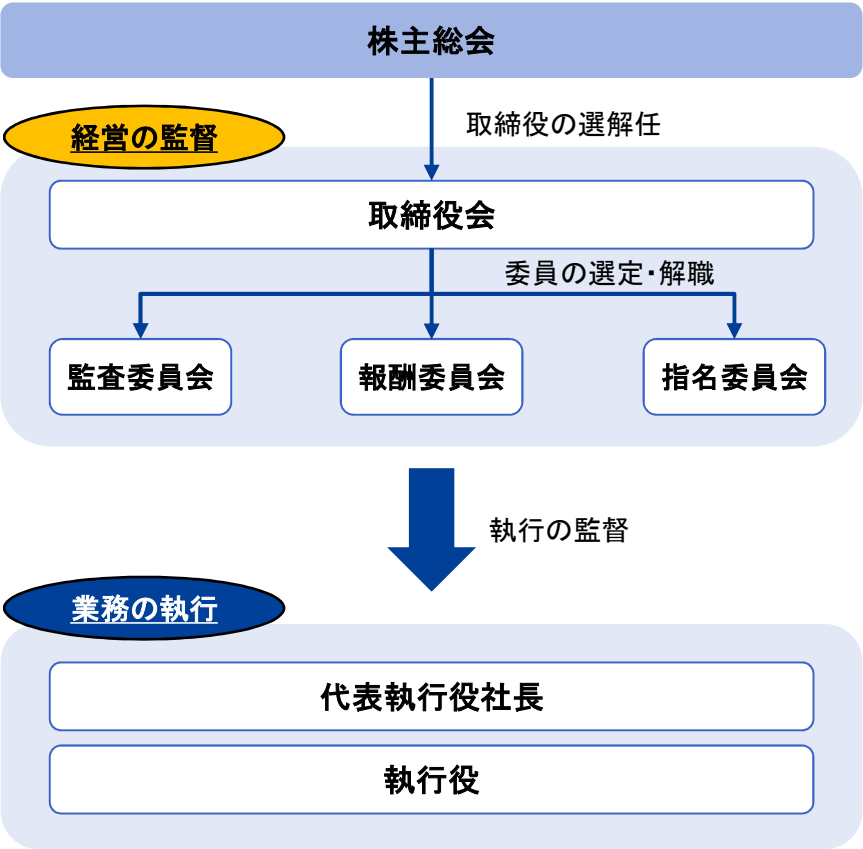 株主総会
取締役の選解任
経営の監督
取締役会
委員の選定・解職
監査委員会
報酬委員会
指名委員会
執行の監督
業務の執行
代表執行役社長
執行役